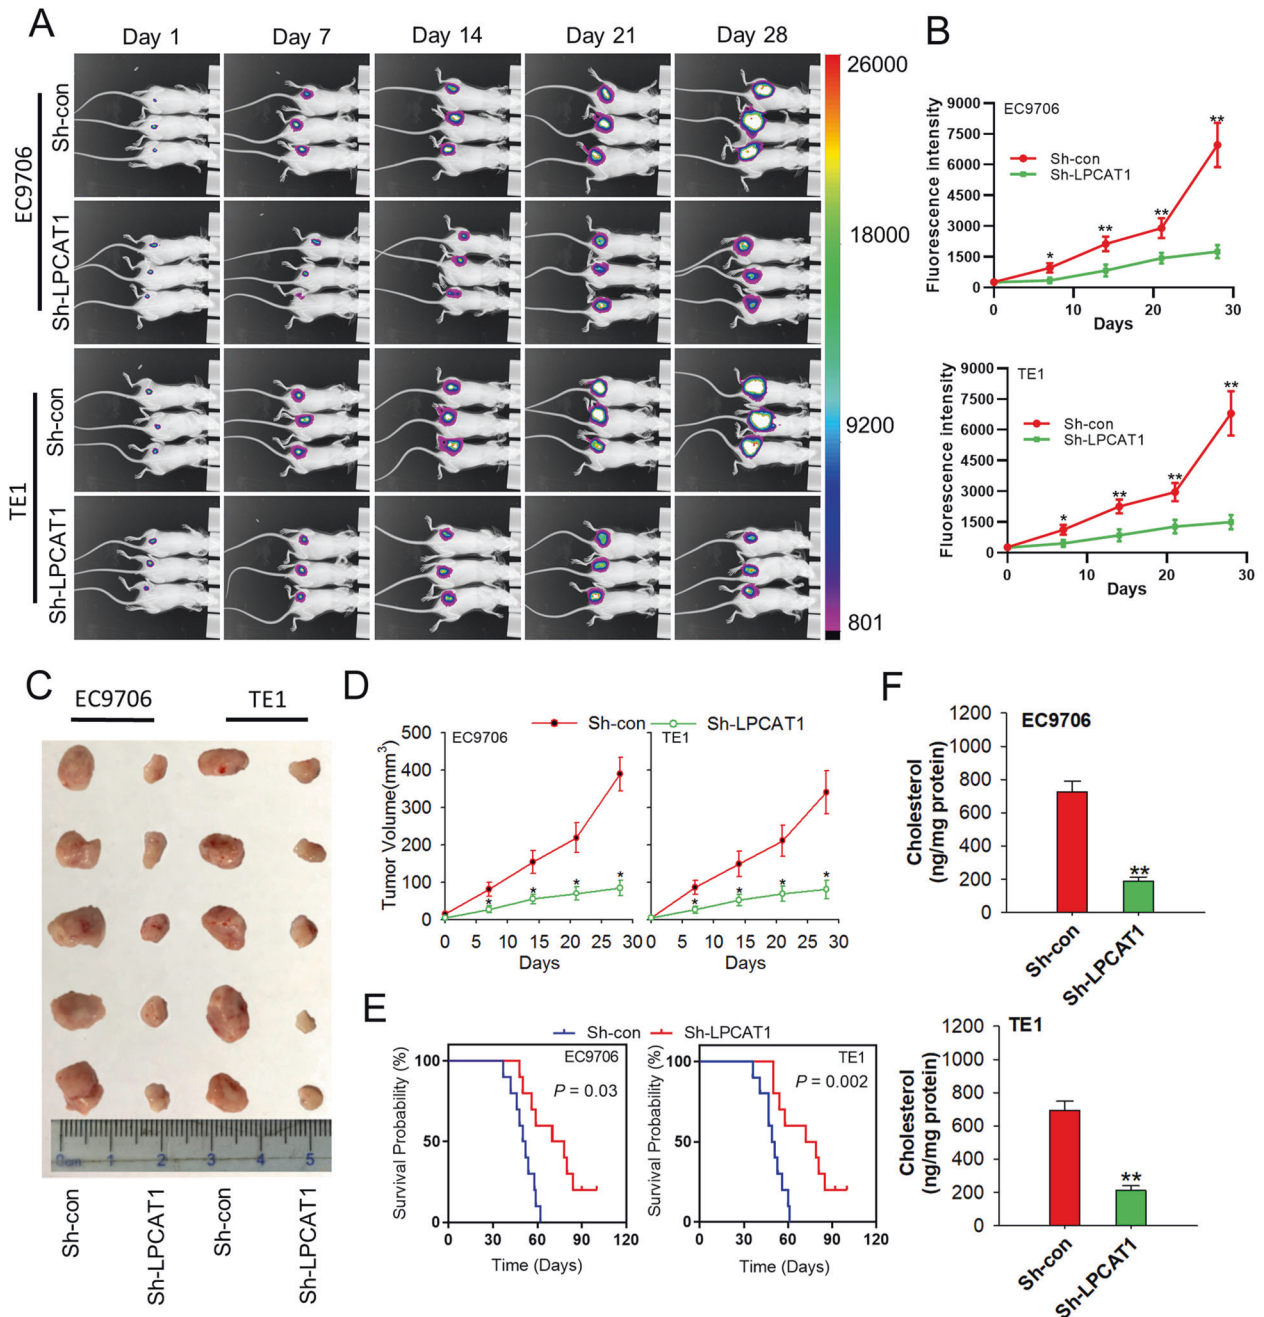 A
Day 1 Day 7 Day 14 Day 21 Day 28
EC9706
Sh-con
Sh-LPCAT1
TE1
Sh-con
Sh-LPCAT1
26000
18000
9200
801
B
EC9706
Fluorescence intensity
9000
7500
6000
4500
3000
1500
0
Sh-con
Sh-LPCAT1
*
**
**
**
0 10 20 30
Days
TE1
Fluorescence intensity
9000
7500
6000
4500
3000
1500
0
Sh-con
Sh-LPCAT1
*
**
**
**
0 10 20 30
Days
C
EC9706 TE1
0cm 1 2 3 4 5
Sh-con
Sh-LPCAT1
Sh-con
Sh-LPCAT1
D
Sh-con Sh-LPCAT1
Tumor Volume(mm³)
500
400
300
200
100
0
EC9706
* * * * *
0 5 10 15 20 25 30
Days
TE1
* * * * *
0 5 10 15 20 25 30
Days
E
Sh-con Sh-LPCAT1
Survival Probability (%)
100
50
0
EC9706
P = 0.03
0 30 60 90 120
Time (Days)
Survival Probability (%)
100
50
0
TE1
P = 0.002
0 30 60 90 120
Time (Days)
F
EC9706
Cholesterol
(ng/mg protein)
1200
1000
800
600
400
200
0
**
Sh-con
Sh-LPCAT1
TE1
Cholesterol
(ng/mg protein)
1200
1000
800
600
400
200
0
**
Sh-con
Sh-LPCAT1